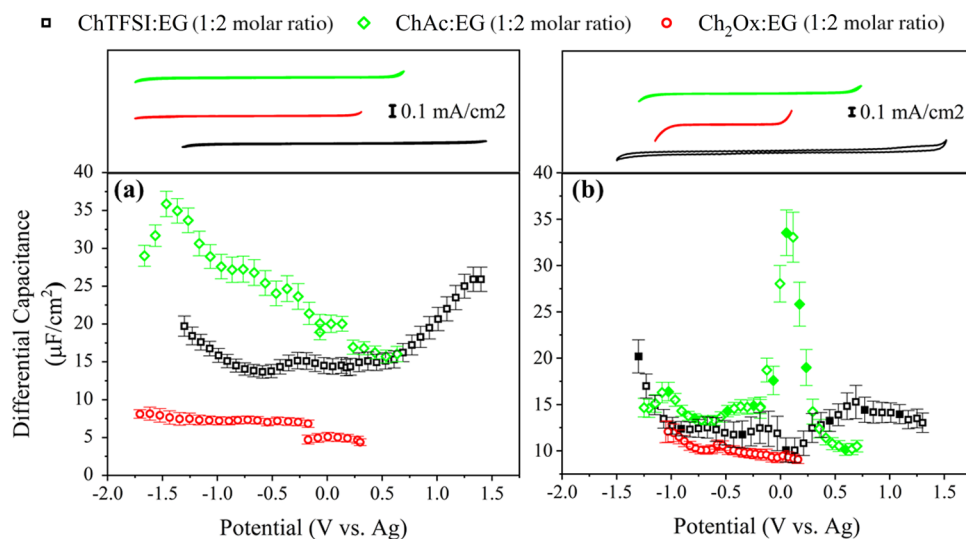 ChTFSI:EG (1:2 molar ratio) ChAc:EG (1:2 molar ratio) Ch₂Ox:EG (1:2 molar ratio)
0.1 mA/cm2
0.1 mA/cm2
(a)
(b)
Differential Capacitance
(µF/cm²)
40
35
30
25
20
15
10
5
0
-2.0 -1.5 -1.0 -0.5 0.0 0.5 1.0 1.5
Potential (V vs. Ag)
40
35
30
25
20
15
10
-2.0 -1.5 -1.0 -0.5 0.0 0.5 1.0 1.5
Potential (V vs. Ag)